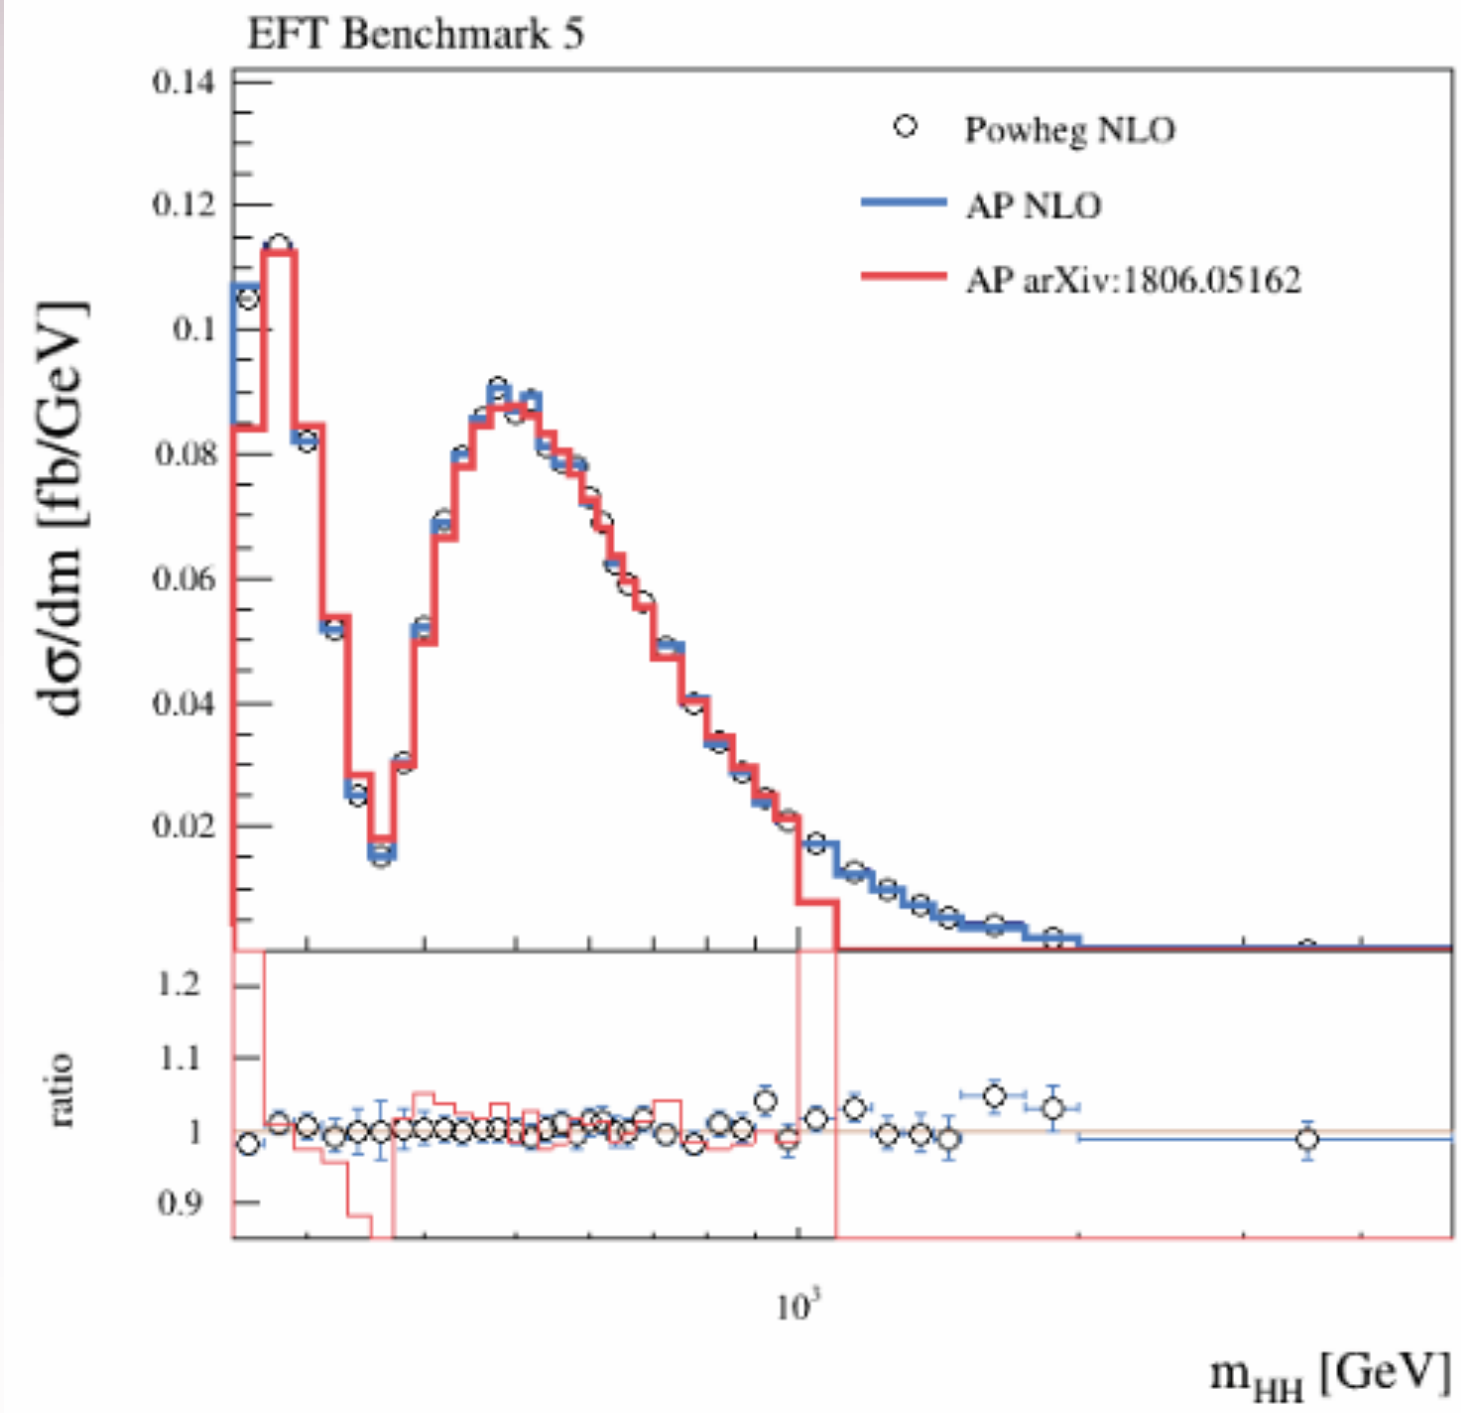 EFT Benchmark 5
0.14
0.12
0.1
0.08
0.06
0.04
0.02
dσ/dm [fb/GeV]
Powheg NLO
AP NLO
AP arXiv:1806.05162
1.2
1.1
1
0.9
ratio
10³
m_HH [GeV]